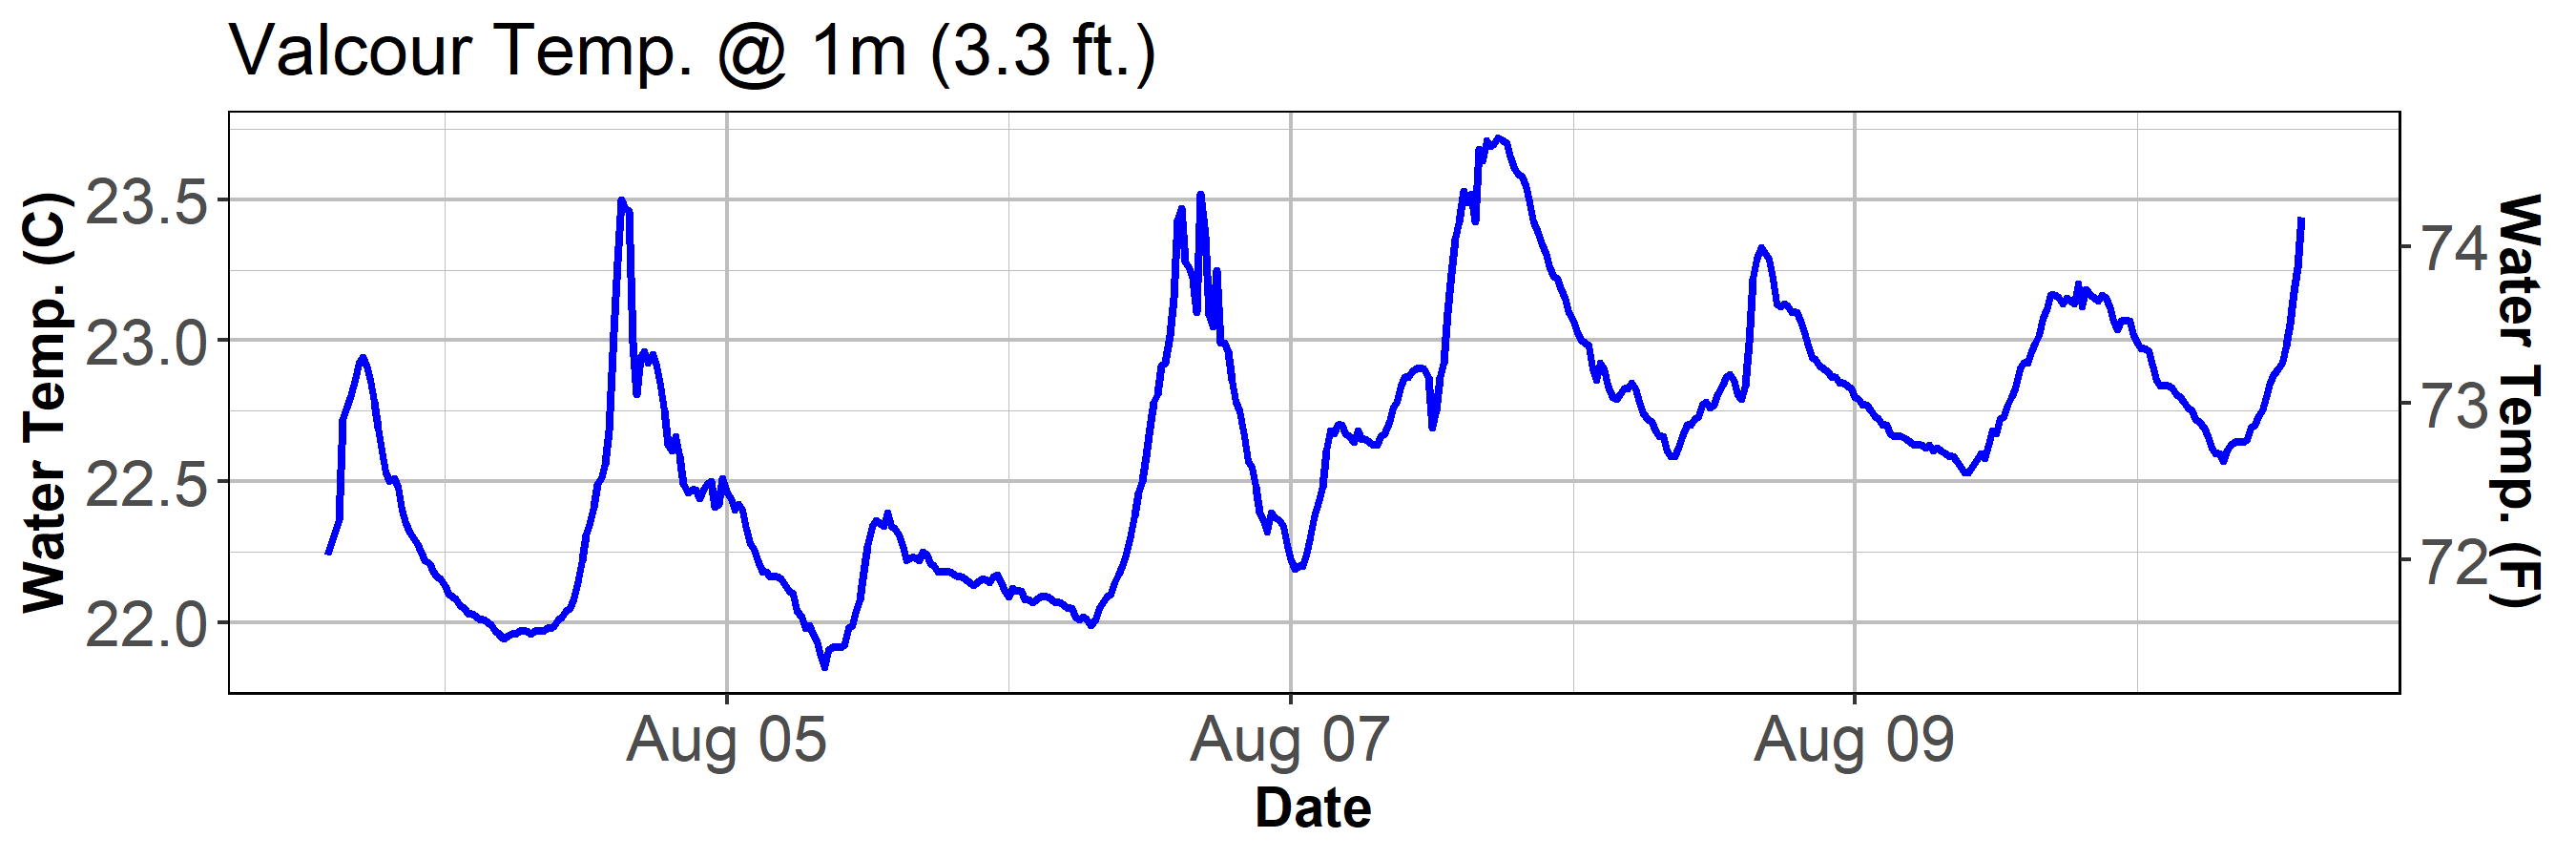 Valcour Temp. @ 1m (3.3 ft.)
Water Temp. (C)
23.5
23.0
22.5
22.0
74
73
72
Water Temp. (F)
Aug 05 Aug 07 Aug 09
Date